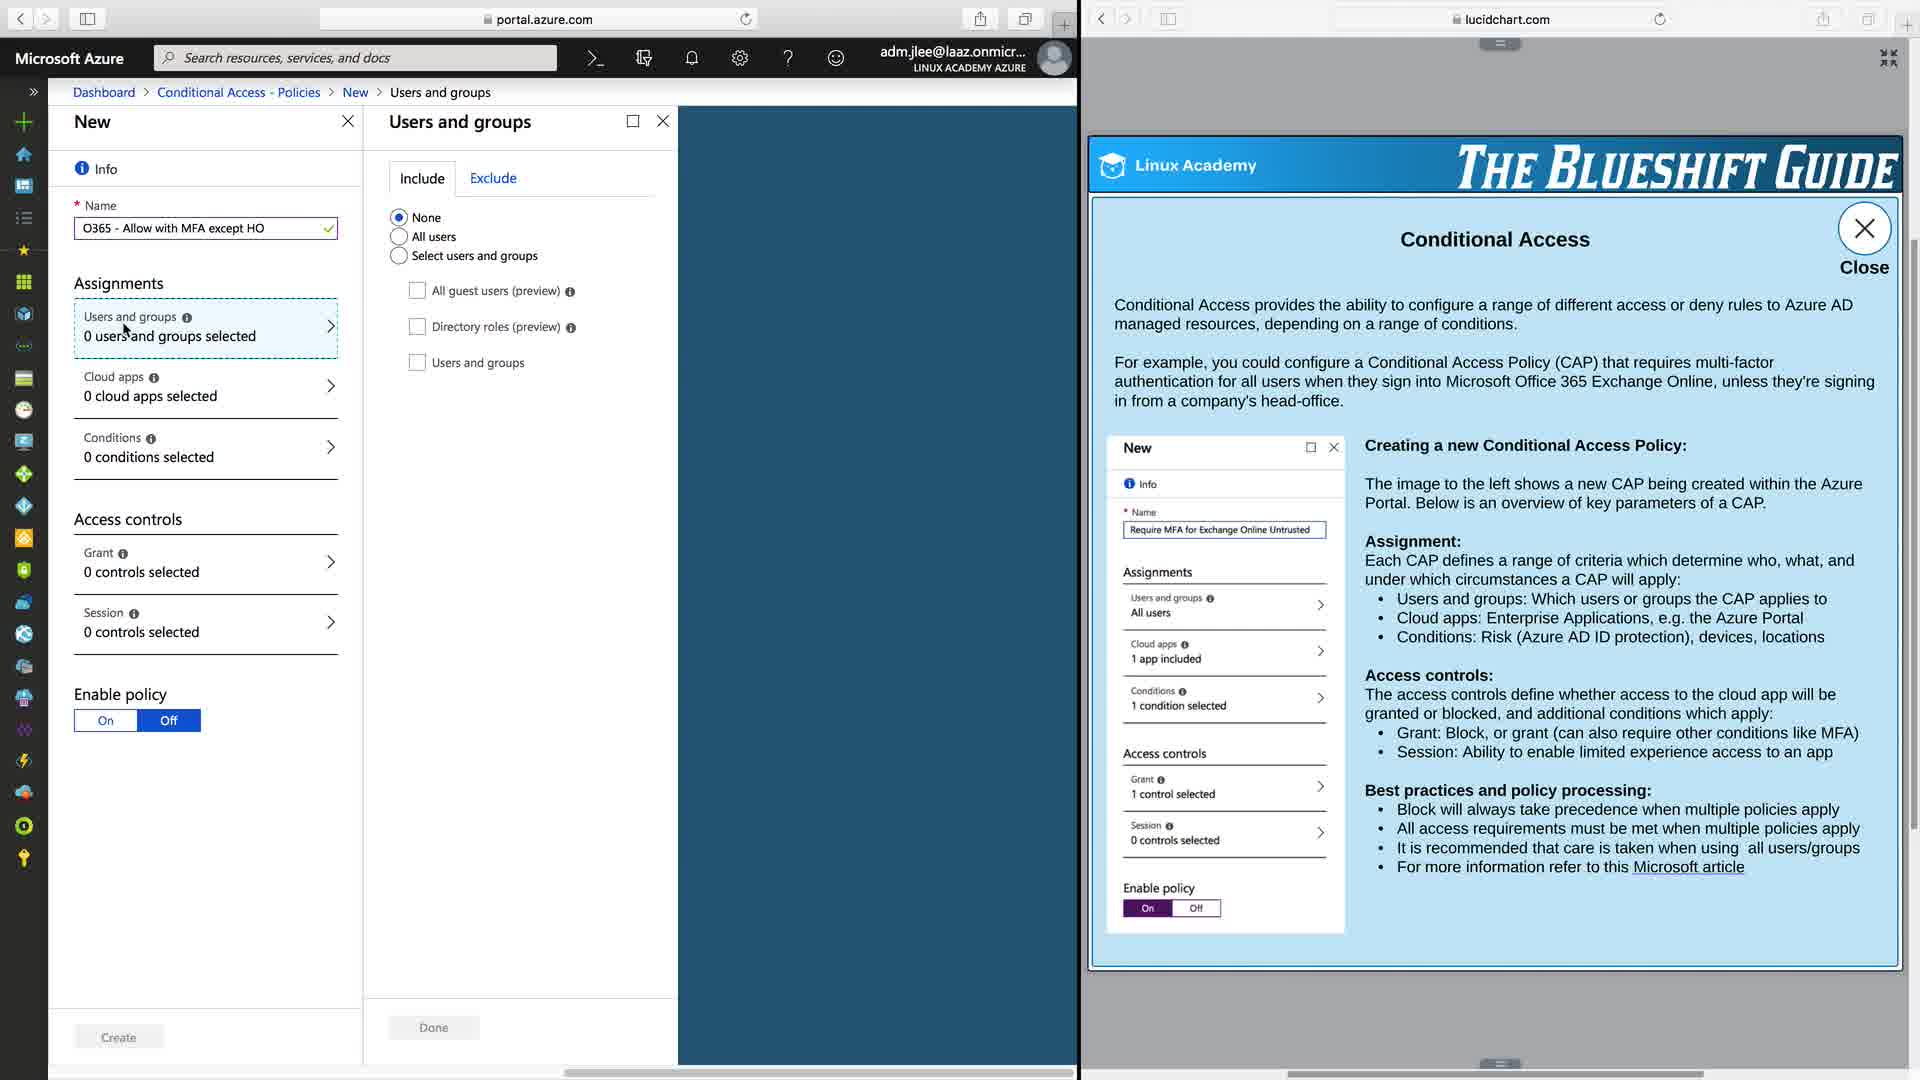 portal.azure.com
Microsoft Azure
Search resources, services, and docs
adm.jlee@laaz.onmicr...
LINUX ACADEMY AZURE
Dashboard > Conditional Access - Policies > New > Users and groups
New
Info
* Name
O365 - Allow with MFA except HO
Assignments
Users and groups
0 users and groups selected
Cloud apps
0 cloud apps selected
Conditions
0 conditions selected
Access controls
Grant
0 controls selected
Session
0 controls selected
Enable policy
On Off
Create
Users and groups
Include Exclude
None
All users
Select users and groups
All guest users (preview)
Directory roles (preview)
Users and groups
Done
lucidchart.com
Linux Academy
THE BLUESHIFT GUIDE
Conditional Access
Close
Conditional Access provides the ability to configure a range of different access or deny rules to Azure AD
managed resources, depending on a range of conditions.
For example, you could configure a Conditional Access Policy (CAP) that requires multi-factor
authentication for all users when they sign into Microsoft Office 365 Exchange Online, unless they're signing
in from a company's head-office.
New
Info
* Name
Require MFA for Exchange Online Untrusted
Assignments
Users and groups
All users
Cloud apps
1 app included
Conditions
1 condition selected
Access controls
Grant
1 control selected
Session
0 controls selected
Enable policy
On Off
Creating a new Conditional Access Policy:
The image to the left shows a new CAP being created within the Azure
Portal. Below is an overview of key parameters of a CAP.
Assignment:
Each CAP defines a range of criteria which determine who, what, and
under which circumstances a CAP will apply:
• Users and groups: Which users or groups the CAP applies to
• Cloud apps: Enterprise Applications, e.g. the Azure Portal
• Conditions: Risk (Azure AD ID protection), devices, locations
Access controls:
The access controls define whether access to the cloud app will be
granted or blocked, and additional conditions which apply:
• Grant: Block, or grant (can also require other conditions like MFA)
• Session: Ability to enable limited experience access to an app
Best practices and policy processing:
• Block will always take precedence when multiple policies apply
• All access requirements must be met when multiple policies apply
• It is recommended that care is taken when using all users/groups
• For more information refer to this Microsoft article